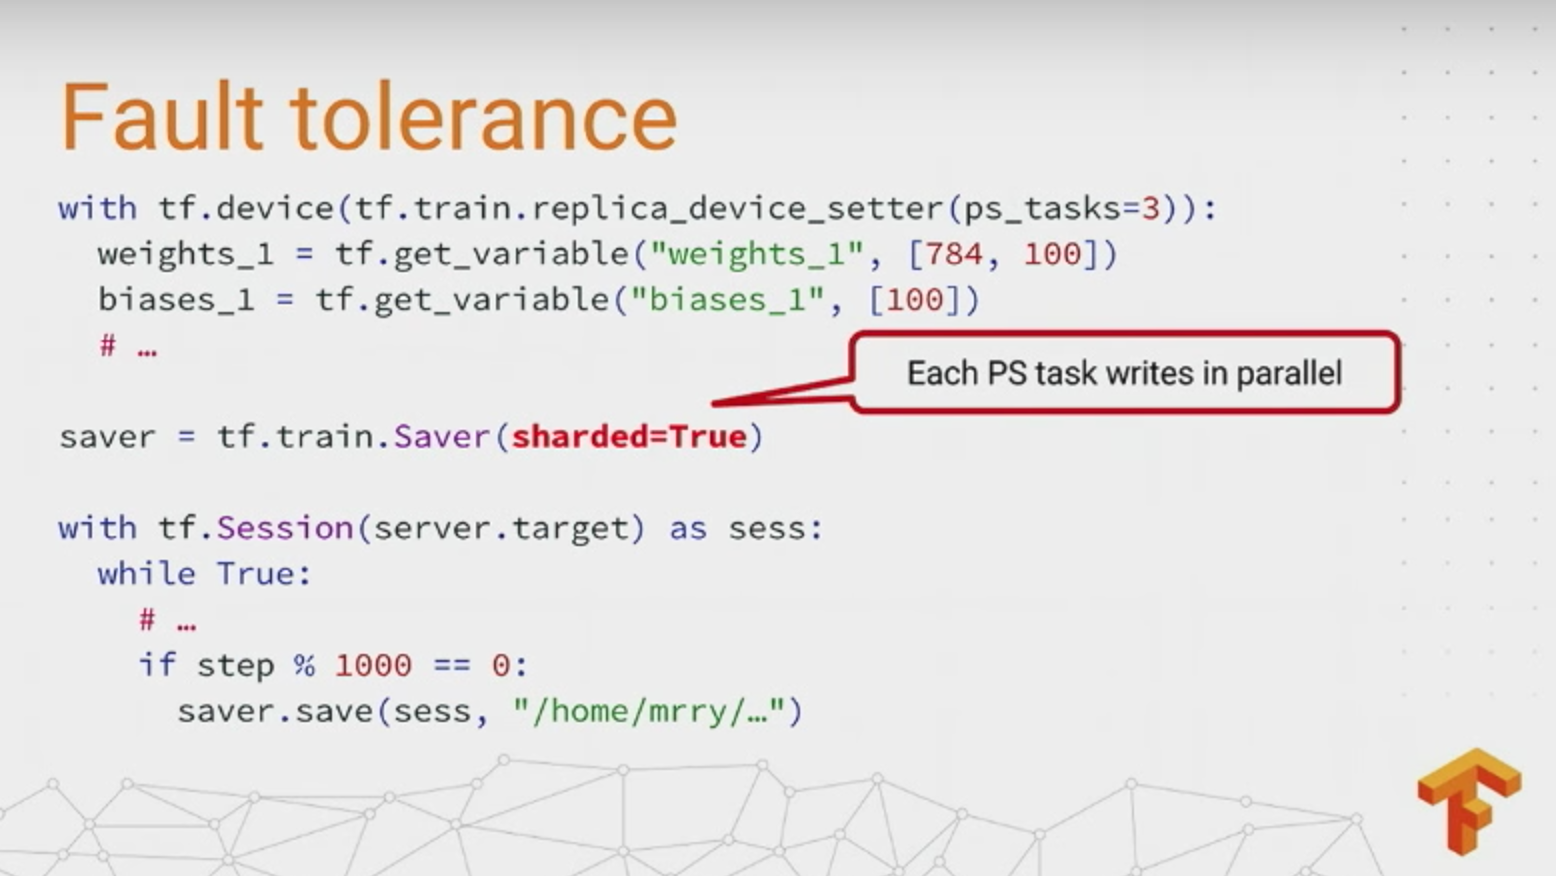 Fault tolerance
with tf.device(tf.train.replica_device_setter(ps_tasks=3)):
  weights_1 = tf.get_variable("weights_1", [784, 100])
  biases_1 = tf.get_variable("biases_1", [100])
  # …
Each PS task writes in parallel
saver = tf.train.Saver(sharded=True)
with tf.Session(server.target) as sess:
  while True:
    # …
    if step % 1000 == 0:
      saver.save(sess, "/home/mrry/…")